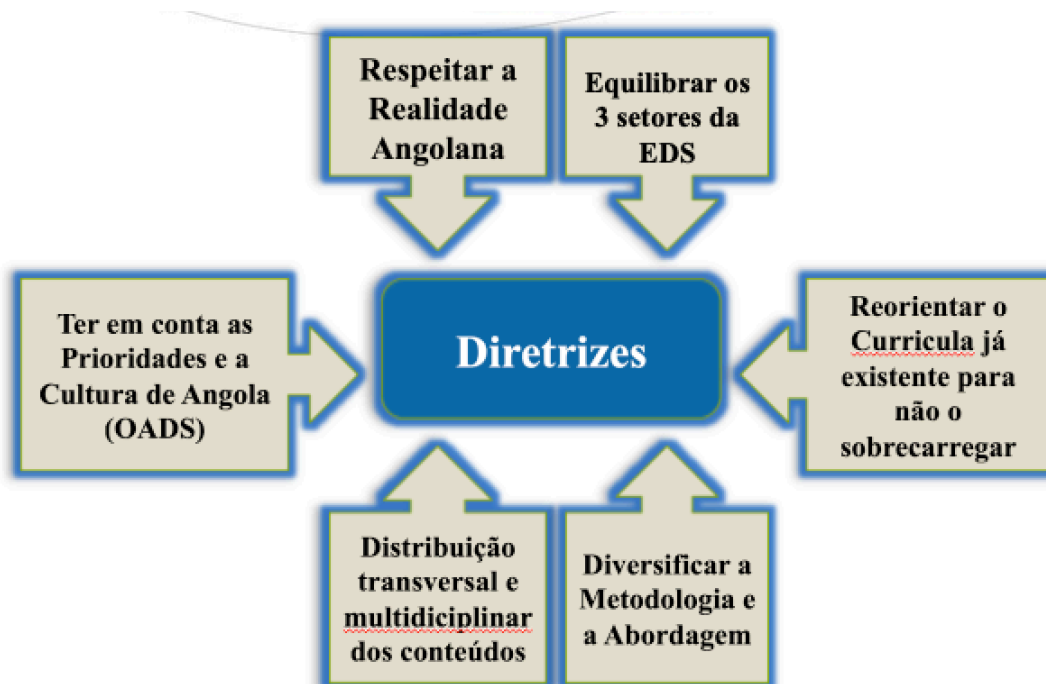 Respeitar a
Realidade
Angolana
Equilibrar os
3 setores da
EDS
Ter em conta as
Prioridades e a
Cultura de Angola
(OADS)
Diretrizes
Reorientar o
Curricula já
existente para
não o
sobrecarregar
Distribuição
transversal e
multidiciplinar
dos conteúdos
Diversificar a
Metodologia e
a Abordagem